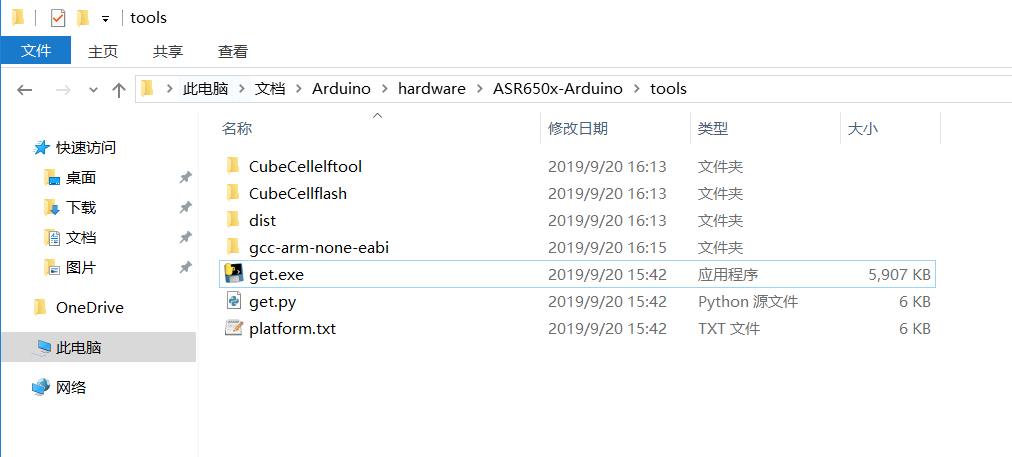 tools
文件 主页 共享 查看
此电脑 文档 Arduino hardware ASR650x-Arduino tools
快速访问
桌面
下载
文档
图片
OneDrive
此电脑
网络
名称 修改日期 类型 大小
CubeCellelftool 2019/9/20 16:13 文件夹
CubeCellflash 2019/9/20 16:13 文件夹
dist 2019/9/20 16:13 文件夹
gcc-arm-none-eabi 2019/9/20 16:15 文件夹
get.exe 2019/9/20 15:42 应用程序 5,907 KB
get.py 2019/9/20 15:42 Python 源文件 6 KB
platform.txt 2019/9/20 15:42 TXT 文件 6 KB